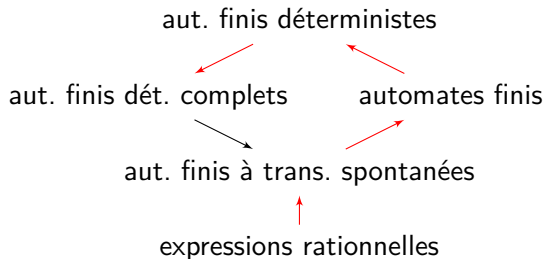 aut. finis déterministes
aut. finis dét. complets
automates finis
aut. finis à trans. spontanées
expressions rationnelles